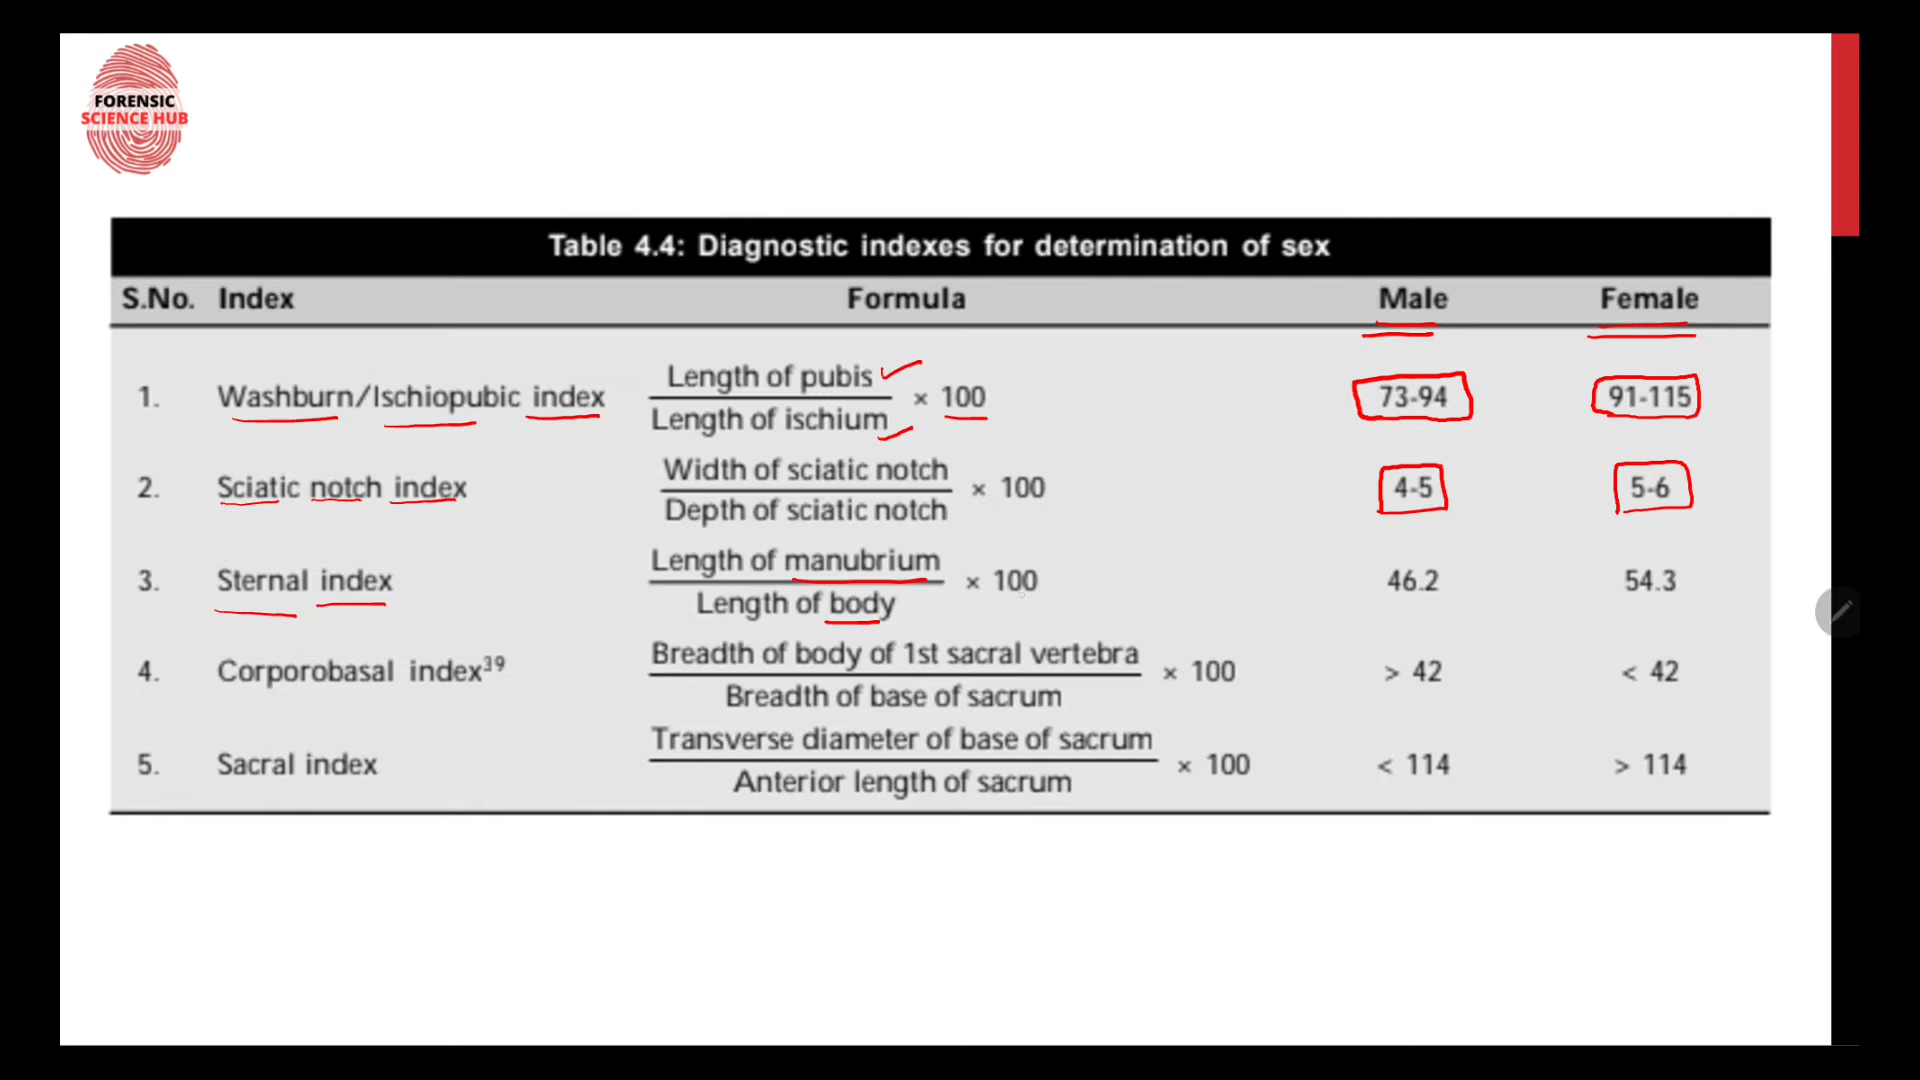 FORENSIC
SCIENCE HUB
Table 4.4: Diagnostic indexes for determination of sex
S.No. Index Formula Male Female
1. Washburn/Ischiopubic index Length of pubis / Length of ischium × 100 73-94 91-115
2. Sciatic notch index Width of sciatic notch / Depth of sciatic notch × 100 4-5 5-6
3. Sternal index Length of manubrium / Length of body × 100 46.2 54.3
4. Corporobasal index³⁹ Breadth of body of 1st sacral vertebra / Breadth of base of sacrum × 100 > 42 < 42
5. Sacral index Transverse diameter of base of sacrum / Anterior length of sacrum × 100 < 114 > 114